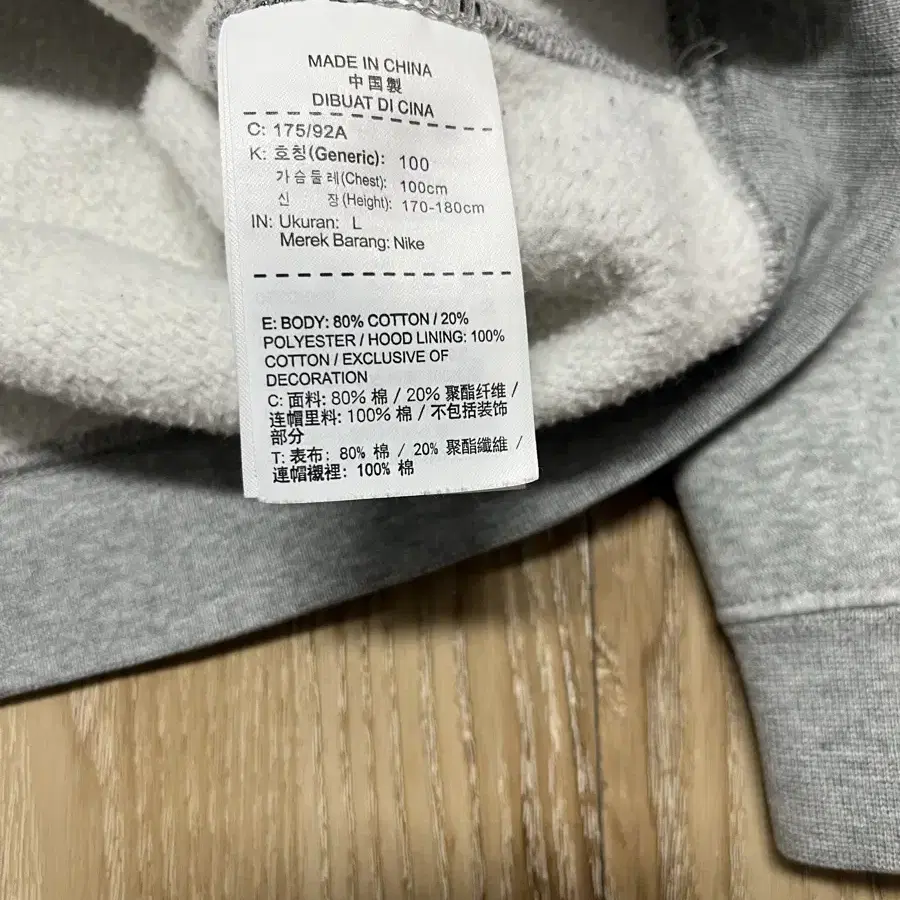 MADE IN CHINA
中国製
DIBUAT DI CINA
C: 175/92A
K: 호칭(Generic): 100
가슴둘레(Chest): 100cm
신 장(Height): 170-180cm
IN: Ukuran: L
Merek Barang: Nike
E: BODY: 80% COTTON / 20%
POLYESTER / HOOD LINING: 100%
COTTON / EXCLUSIVE OF
DECORATION
C: 面料: 80% 棉 / 20% 聚酯纤维 /
连帽里料: 100% 棉 / 不包括装饰
部分
T: 表布: 80% 棉 / 20% 聚酯纖維 /
連帽襯裡: 100% 棉